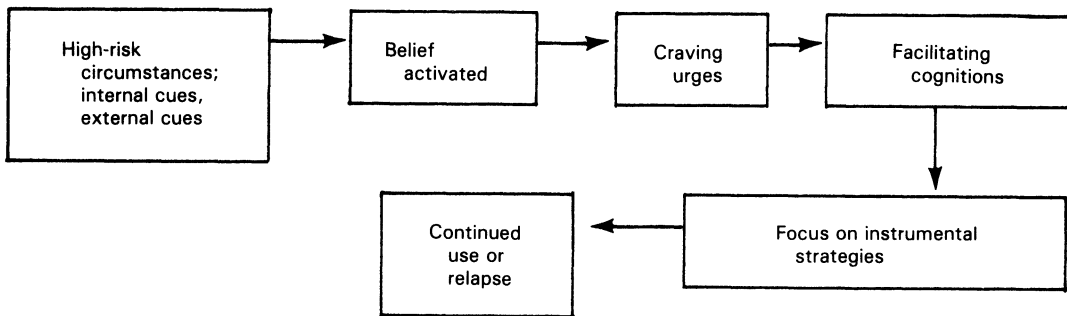 High-risk
circumstances;
internal cues,
external cues
Belief
activated
Craving
urges
Facilitating
cognitions
Focus on instrumental
strategies
Continued
use or
relapse